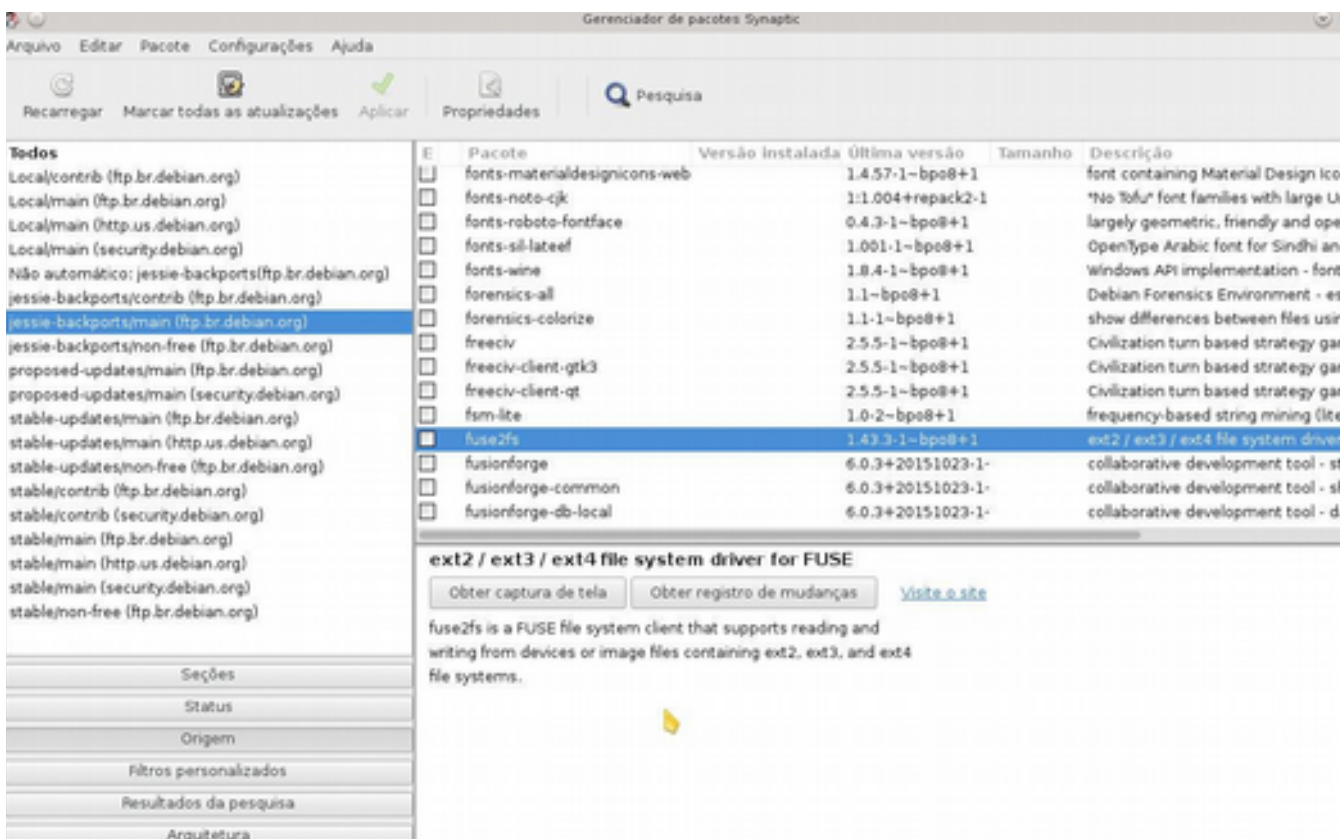 Gerenciador de pacotes Synaptic
Arquivo Editar Pacote Configurações Ajuda
Recarregar Marcar todas as atualizações Aplicar Propriedades Pesquisa
Todos
Local/contrib (ftp.br.debian.org)
Local/main (ftp.br.debian.org)
Local/main (http.us.debian.org)
Local/main (security.debian.org)
Não automático: jessie-backports(ftp.br.debian.org)
jessie-backports/contrib (ftp.br.debian.org)
jessie-backports/main (ftp.br.debian.org)
jessie-backports/non-free (ftp.br.debian.org)
proposed-updates/main (ftp.br.debian.org)
proposed-updates/main (security.debian.org)
stable-updates/main (ftp.br.debian.org)
stable-updates/main (http.us.debian.org)
stable-updates/non-free (ftp.br.debian.org)
stable/contrib (ftp.br.debian.org)
stable/contrib (security.debian.org)
stable/main (ftp.br.debian.org)
stable/main (http.us.debian.org)
stable/main (security.debian.org)
stable/non-free (ftp.br.debian.org)
Seções
Status
Origem
Filtros personalizados
Resultados da pesquisa
Arquitetura
E Pacote Versão instalada Última versão Tamanho Descrição
fonts-materialdesignicons-web 1.4.57-1~bpo8+1 font containing Material Design Ico
fonts-noto-cjk 1:1.004+repack2-1 "No Tofu" font families with large U
fonts-roboto-fontface 0.4.3-1~bpo8+1 largely geometric, friendly and ope
fonts-sil-lateef 1.001-1~bpo8+1 OpenType Arabic font for Sindhi an
fonts-wine 1.8.4-1~bpo8+1 Windows API implementation - font
forensics-all 1.1~bpo8+1 Debian Forensics Environment - es
forensics-colorize 1.1-1~bpo8+1 show differences between files usin
freeciv 2.5.5-1~bpo8+1 Civilization turn based strategy gar
freeciv-client-gtk3 2.5.5-1~bpo8+1 Civilization turn based strategy gar
freeciv-client-qt 2.5.5-1~bpo8+1 Civilization turn based strategy gar
fsm-lite 1.0-2~bpo8+1 frequency-based string mining (lite
fuse2fs 1.43.3-1~bpo8+1 ext2 / ext3 / ext4 file system driver
fusionforge 6.0.3+20151023-1- collaborative development tool - st
fusionforge-common 6.0.3+20151023-1- collaborative development tool - sh
fusionforge-db-local 6.0.3+20151023-1- collaborative development tool - d
ext2 / ext3 / ext4 file system driver for FUSE
Obter captura de tela Obter registro de mudanças Visite o site
fuse2fs is a FUSE file system client that supports reading and
writing from devices or image files containing ext2, ext3, and ext4
file systems.